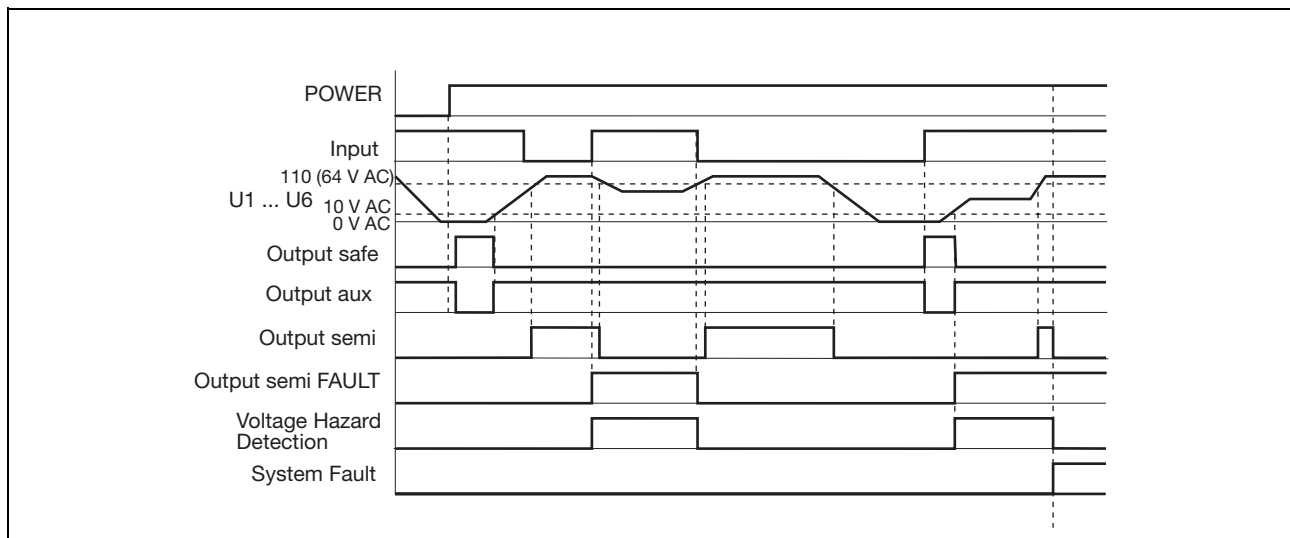 POWER
Input
110 (64 V AC)
U1 ... U6
10 V AC
0 V AC
Output safe
Output aux
Output semi
Output semi FAULT
Voltage Hazard
Detection
System Fault